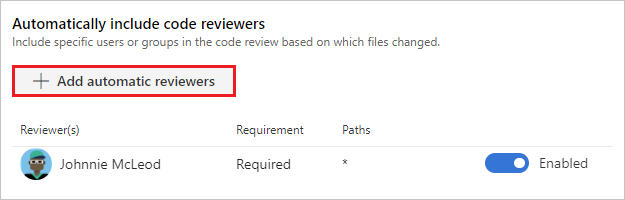 Automatically include code reviewers
Include specific users or groups in the code review based on which files changed.
+ Add automatic reviewers
Reviewer(s) Requirement Paths
Johnnie McLeod Required * Enabled